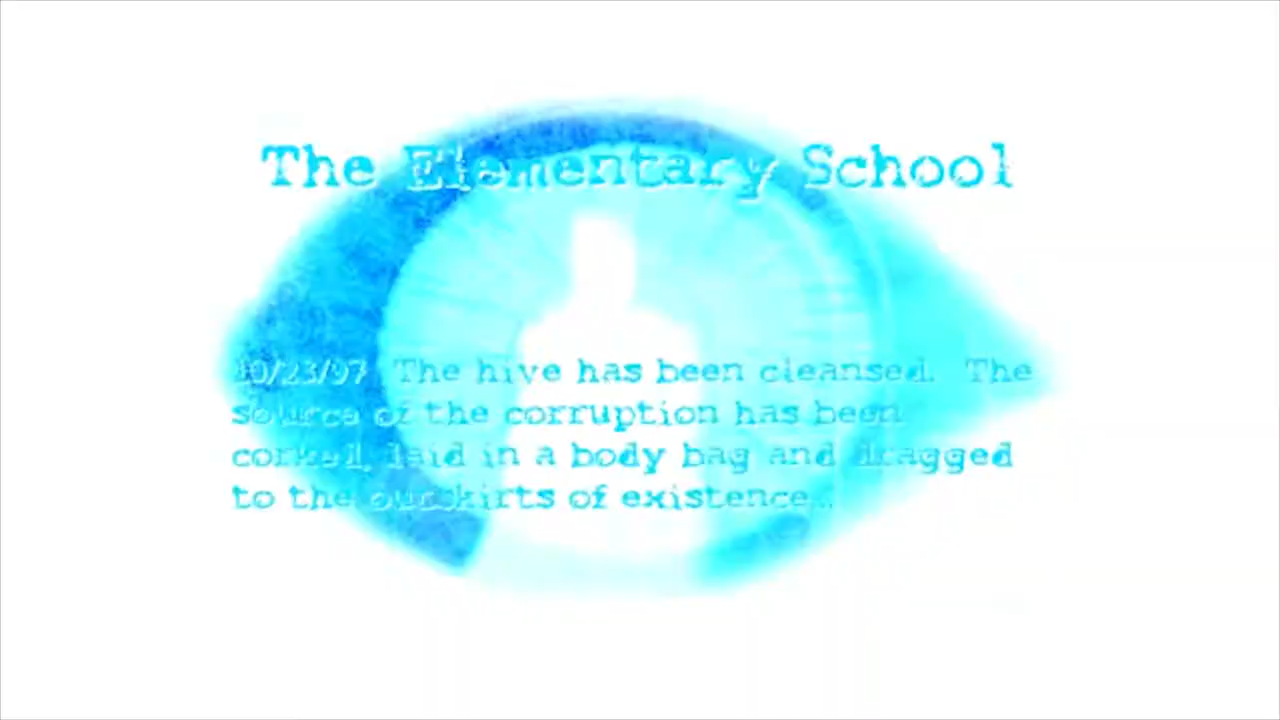 The Elementary School
10/23/97 The hive has been cleansed. The
source of the corruption has been
corked, laid in a body bag and dragged
to the outskirts of existence...